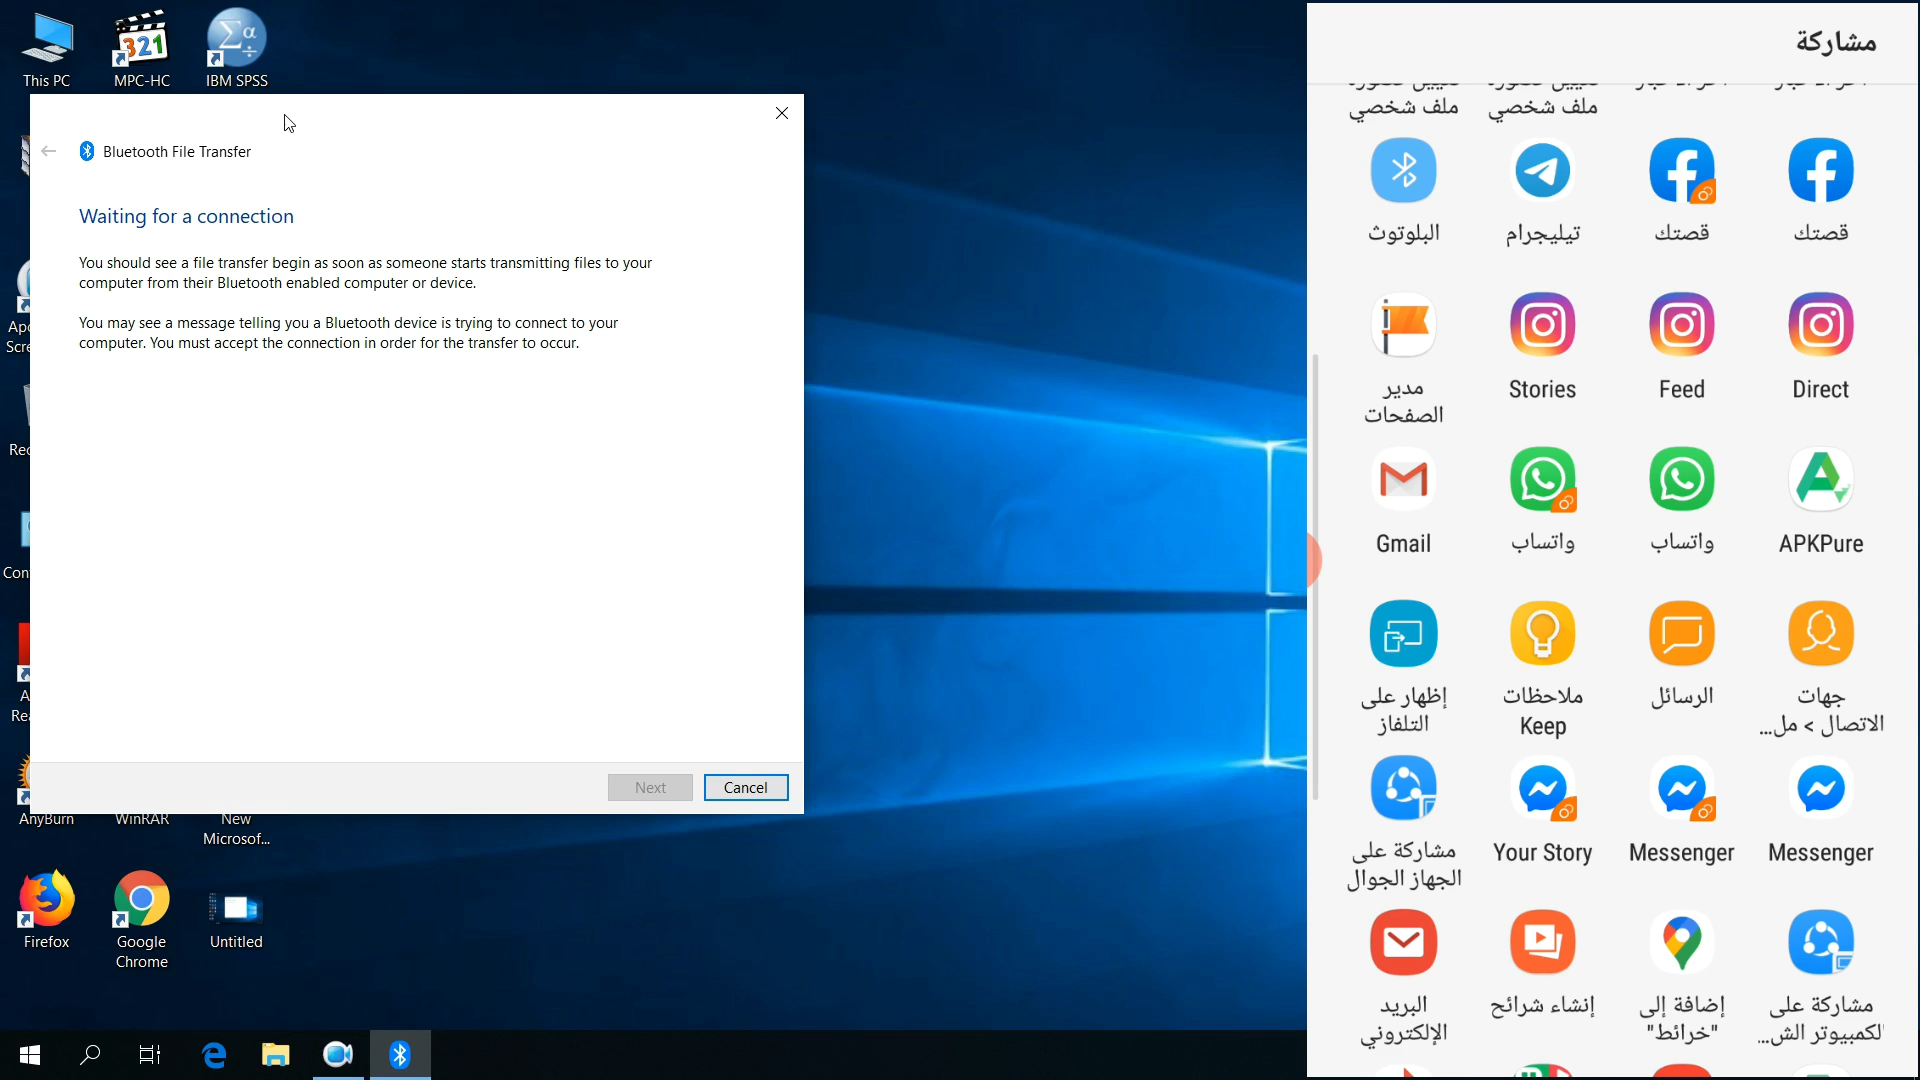 This PC
MPC-HC
IBM SPSS
Bluetooth File Transfer
Waiting for a connection
You should see a file transfer begin as soon as someone starts transmitting files to your
computer from their Bluetooth enabled computer or device.
You may see a message telling you a Bluetooth device is trying to connect to your
computer. You must accept the connection in order for the transfer to occur.
Next
Cancel
AnyBurn
WinRAR
New
Microsof...
Firefox
Google
Chrome
Untitled
مشاركة
ملف شخصي
ملف شخصي
البلوتوث
تيليجرام
قصتك
قصتك
مدير
الصفحات
Stories
Feed
Direct
Gmail
واتساب
واتساب
APKPure
إظهار على
التلفاز
ملاحظات
Keep
الرسائل
جهات
الاتصال > مل...
مشاركة على
الجهاز الجوال
Your Story
Messenger
Messenger
البريد
الإلكتروني
إنشاء شرائح
إضافة إلى
"خرائط"
مشاركة على
لكمبيوتر الش...